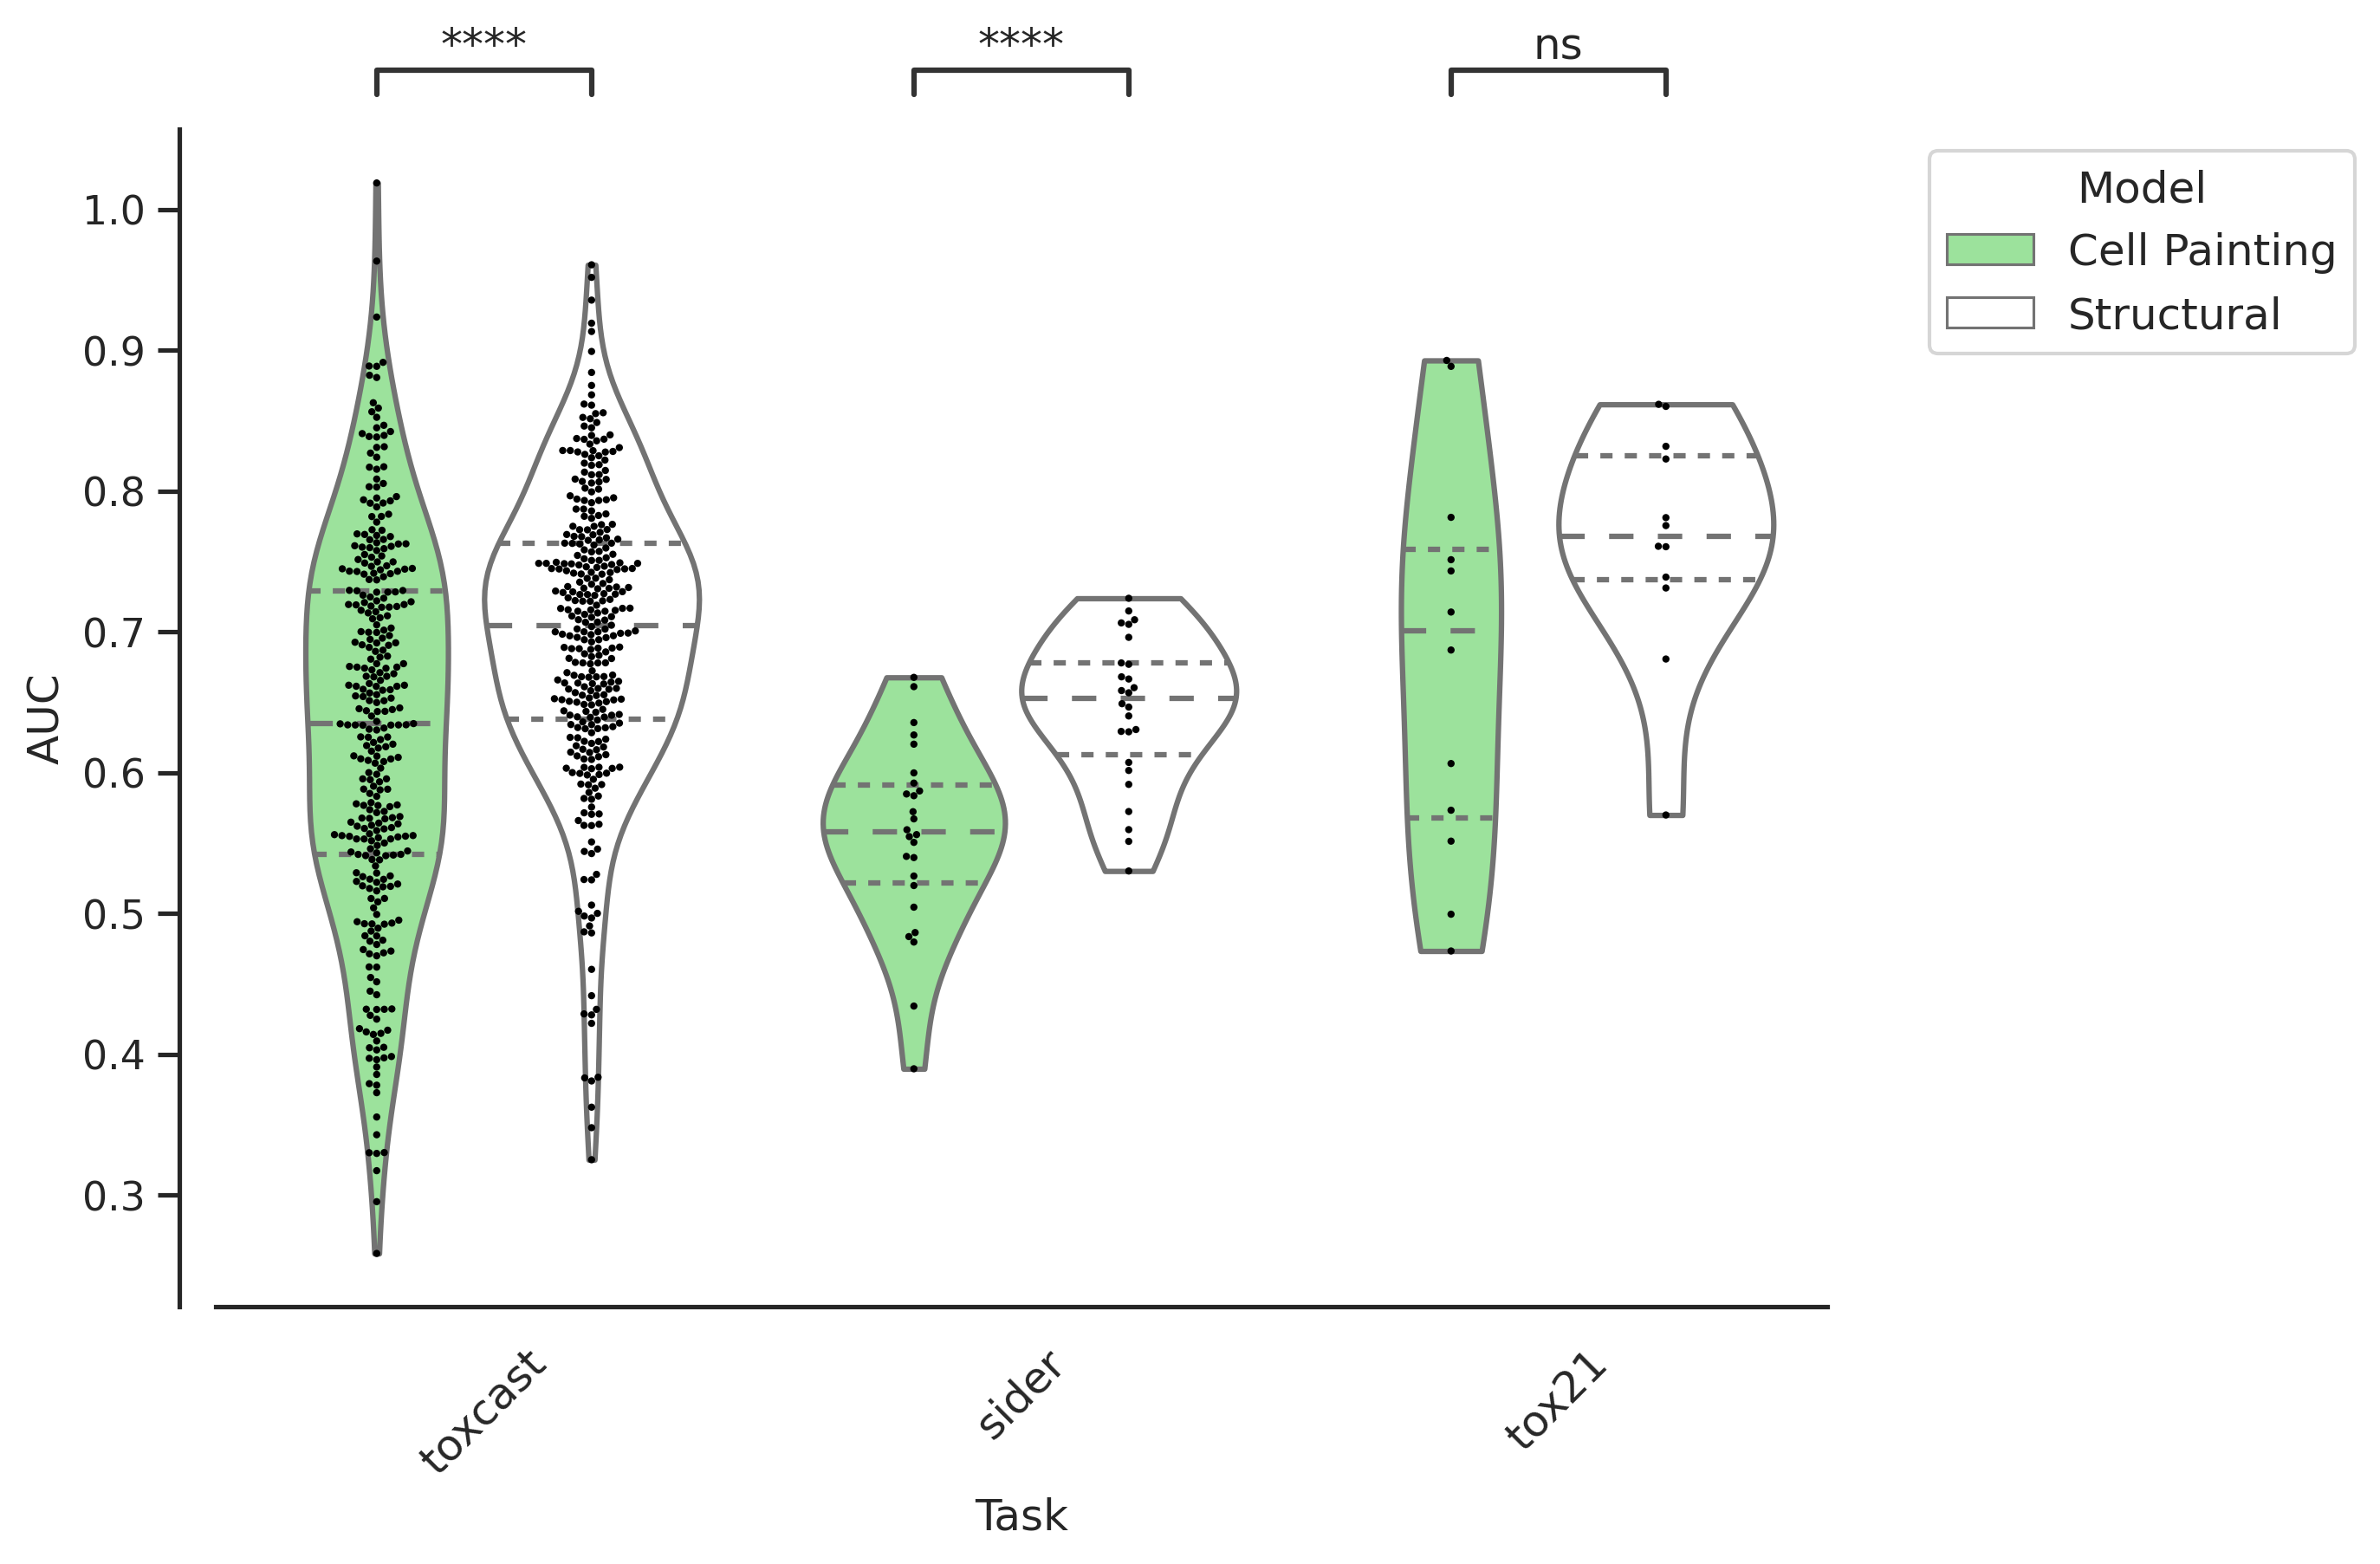 **** **** ns
Model
Cell Painting
Structural
AUC
1.0
0.9
0.8
0.7
0.6
0.5
0.4
0.3
toxcast sider tox21
Task